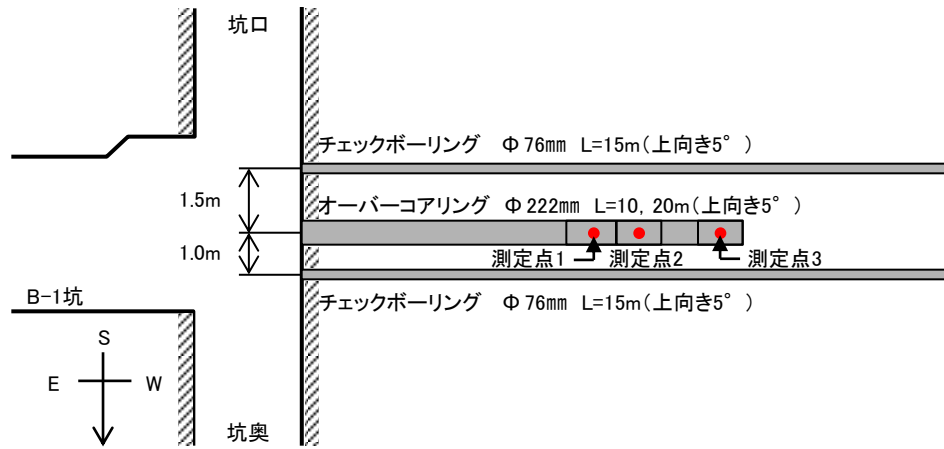 坑口
チェックボーリング Φ76mm L=15m(上向き5°)
1.5m
オーバーコアリング Φ222mm L=10, 20m(上向き5°)
1.0m
測定点1 測定点2 測定点3
B-1坑
チェックボーリング Φ76mm L=15m(上向き5°)
S
E W
坑奥